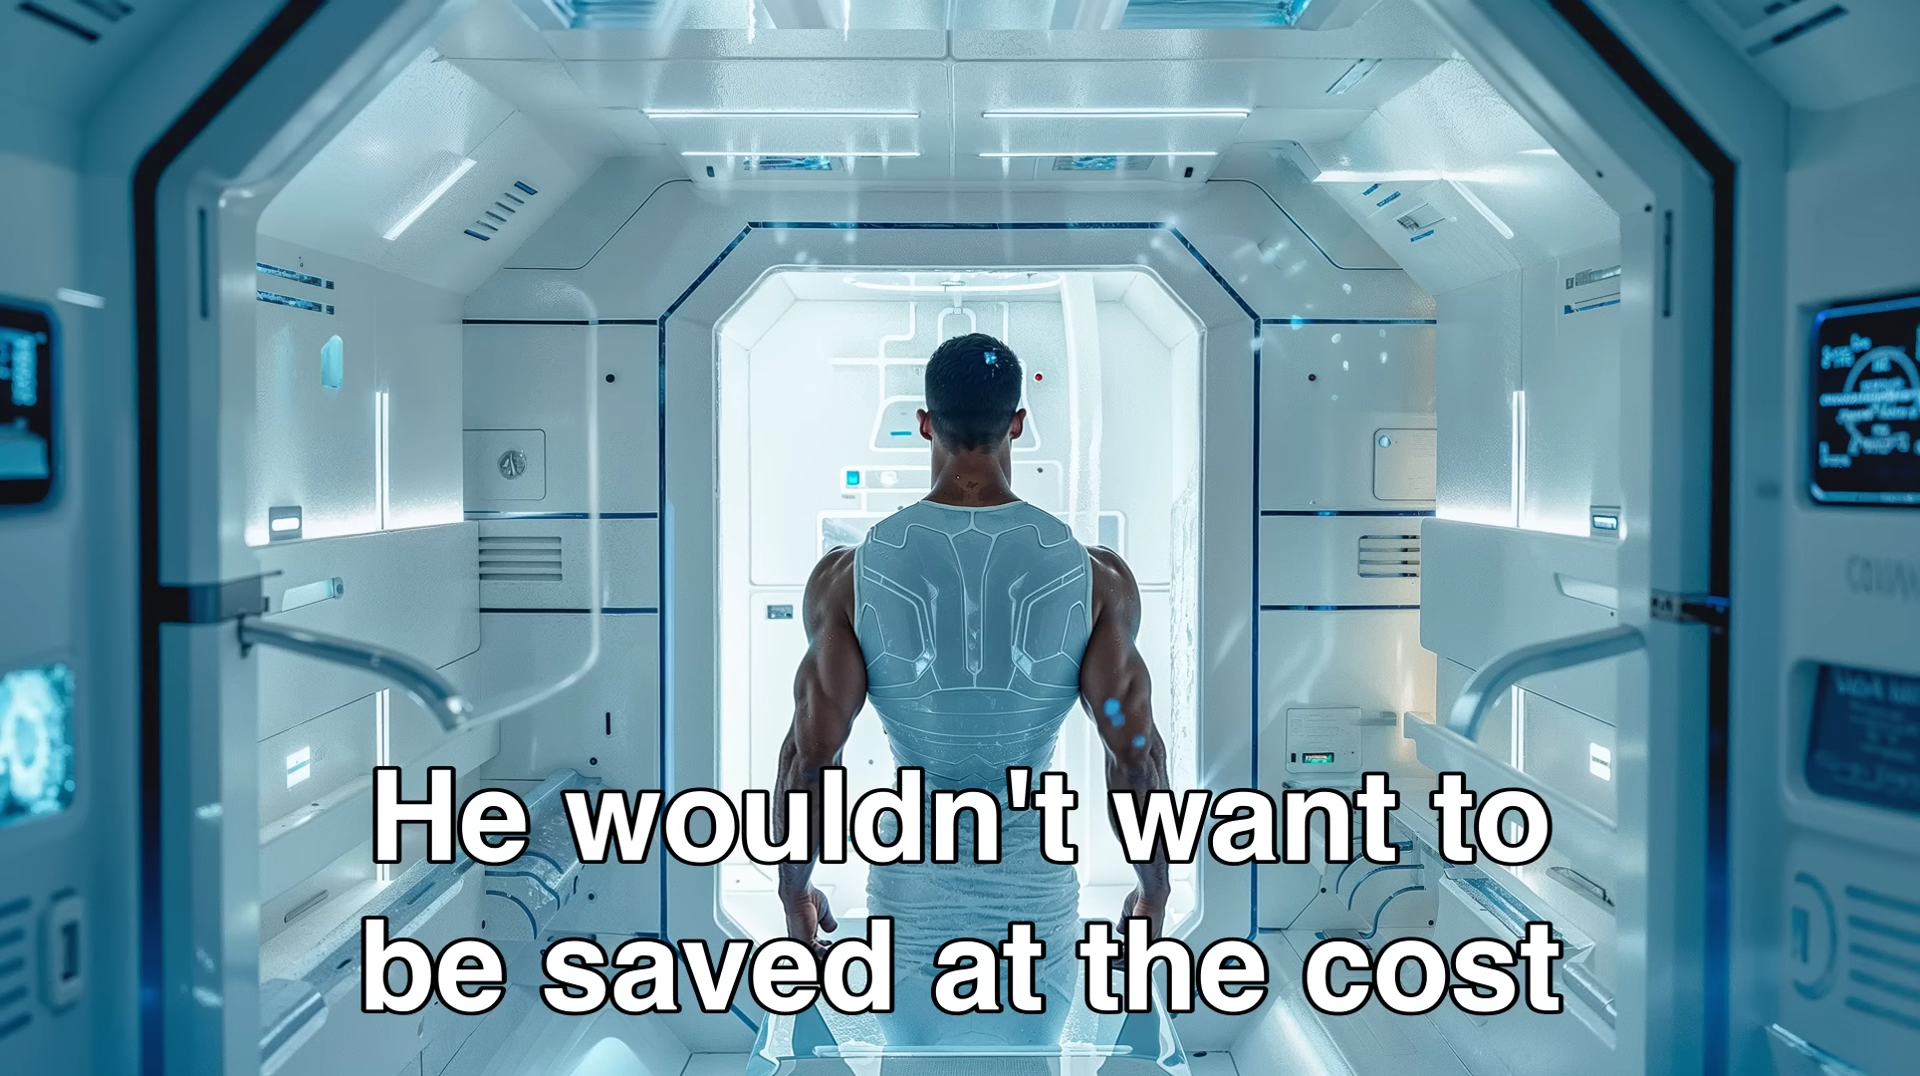 He wouldn't want to
be saved at the cost